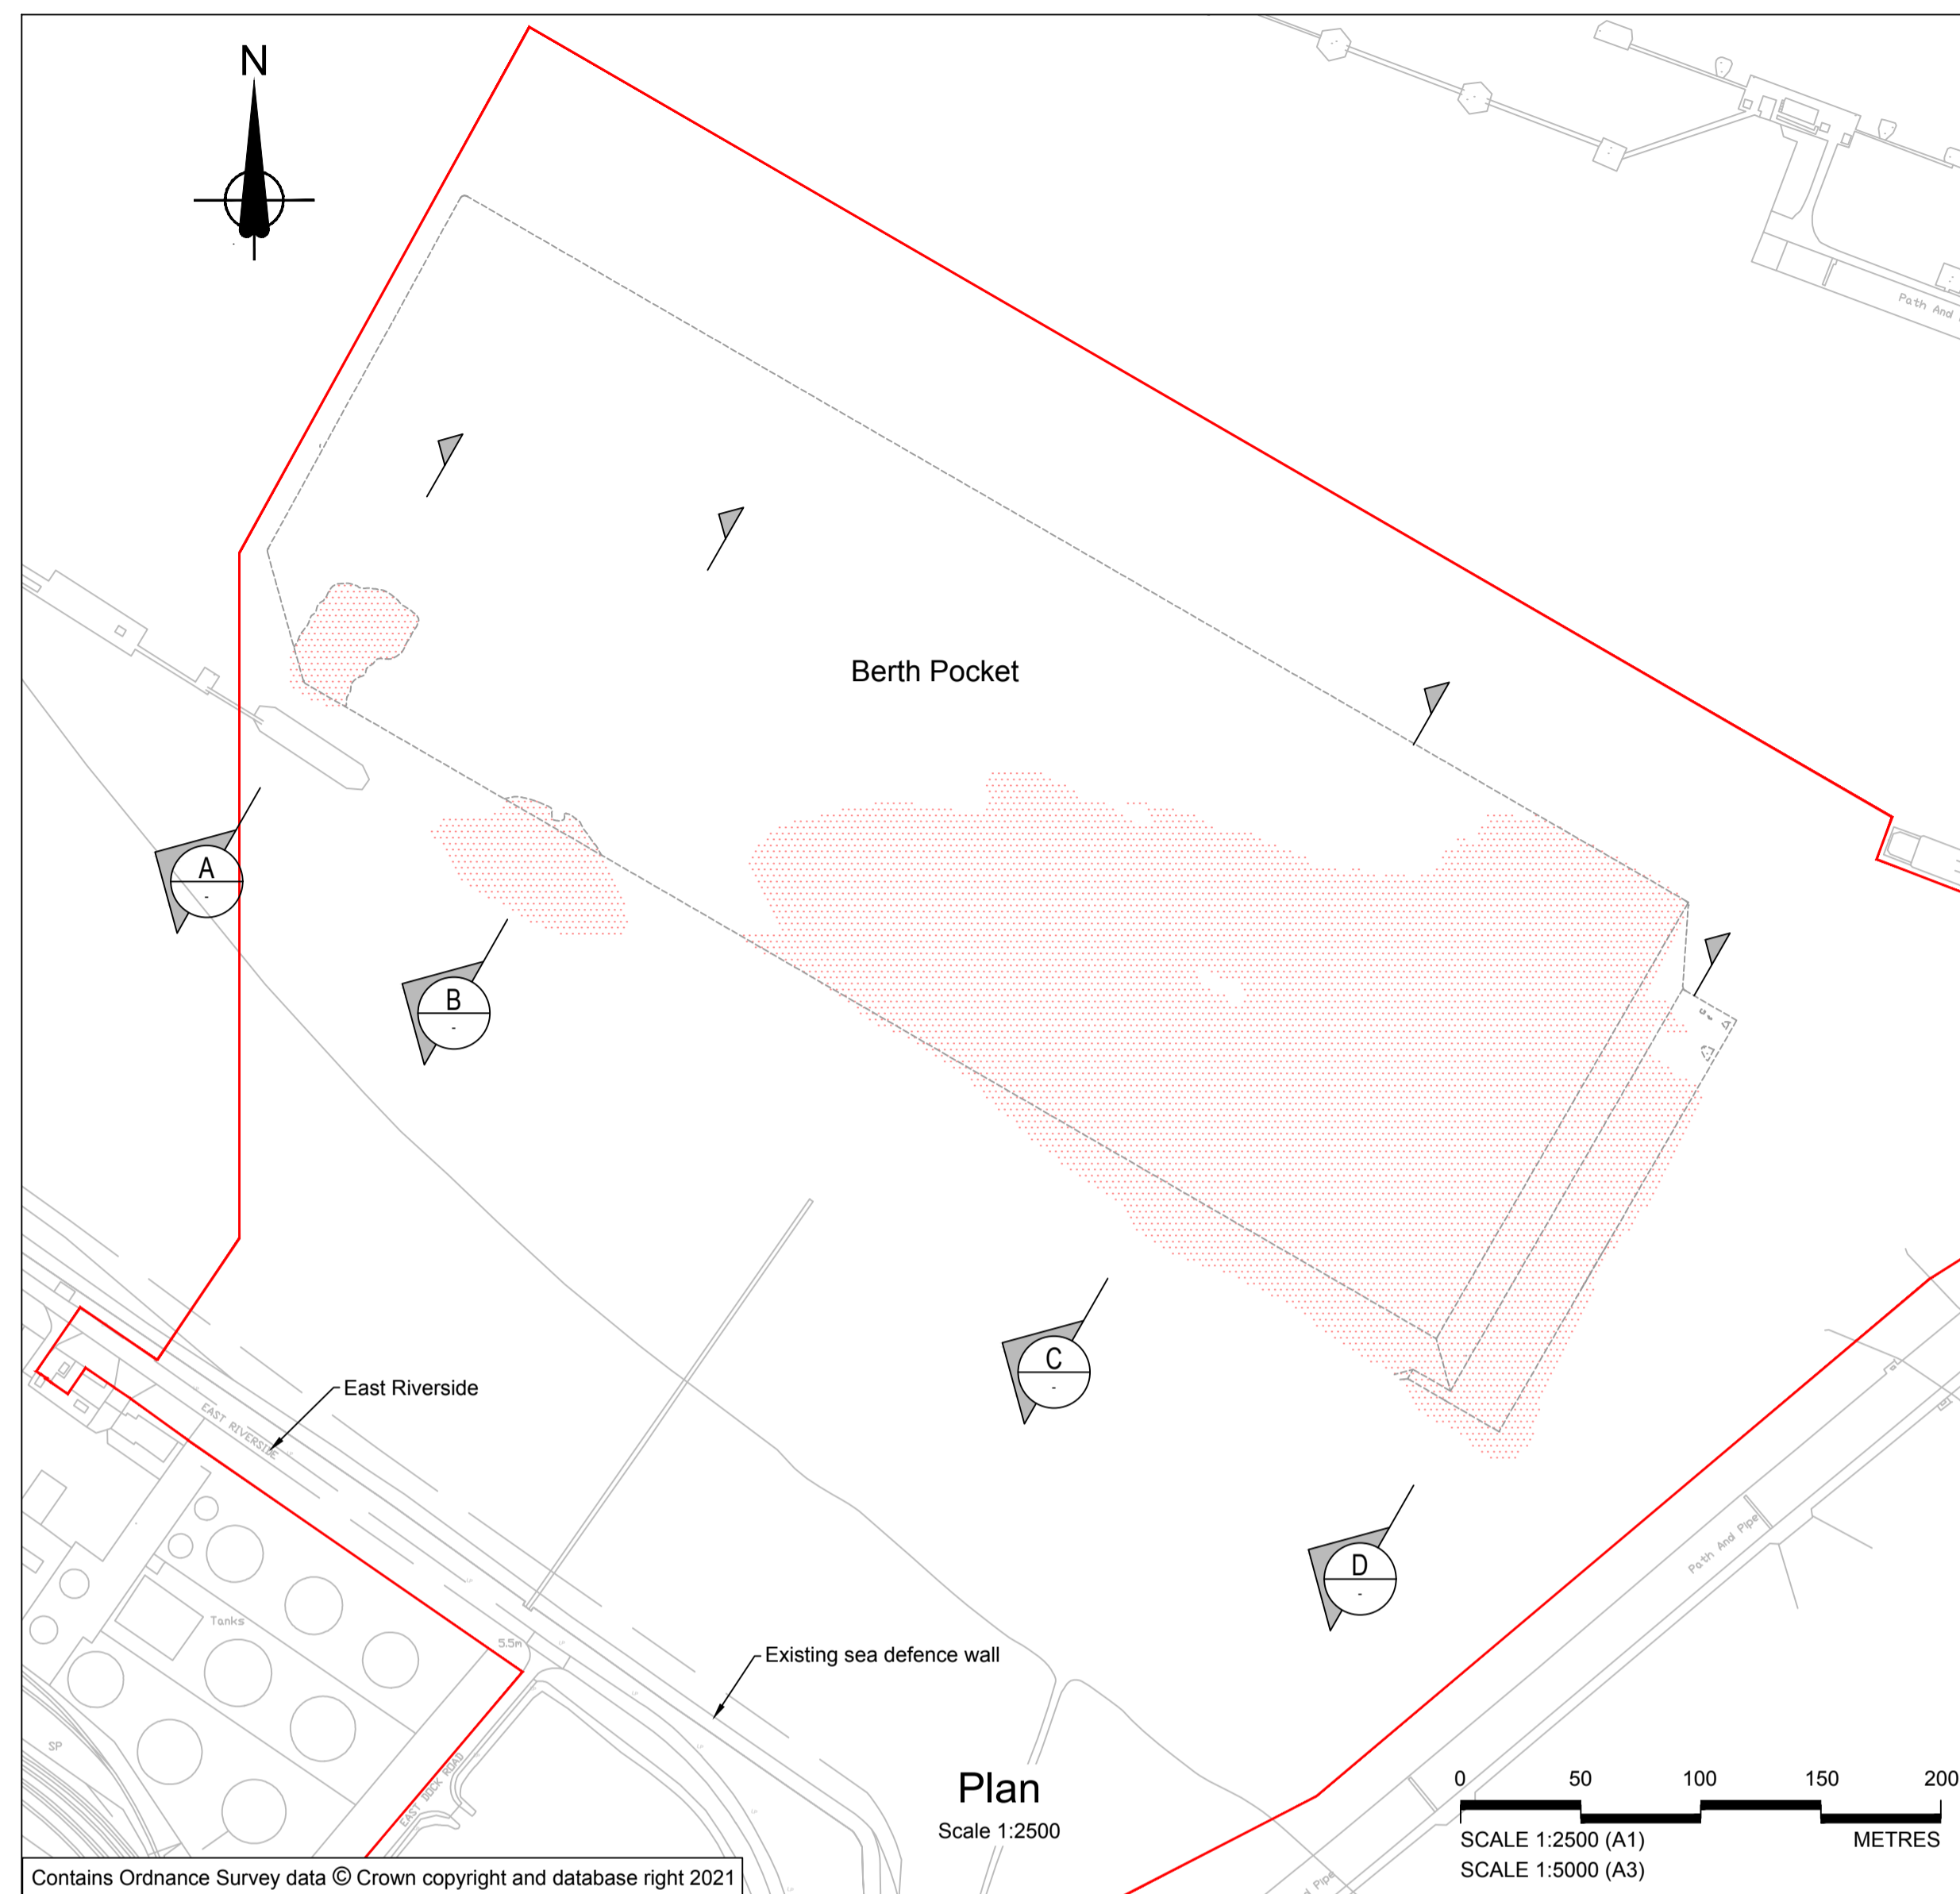 N
Path And
Berth Pocket
A
-
B
-
C
-
D
-
East Riverside
EAST RIVERSIDE
Tanks
5.5m
Existing sea defence wall
Path And Pipe
SP
EAST DOCK ROAD
Plan
Scale 1:2500
0 50 100 150 200
SCALE 1:2500 (A1) METRES
SCALE 1:5000 (A3)
d Pipe
Contains Ordnance Survey data © Crown copyright and database right 2021